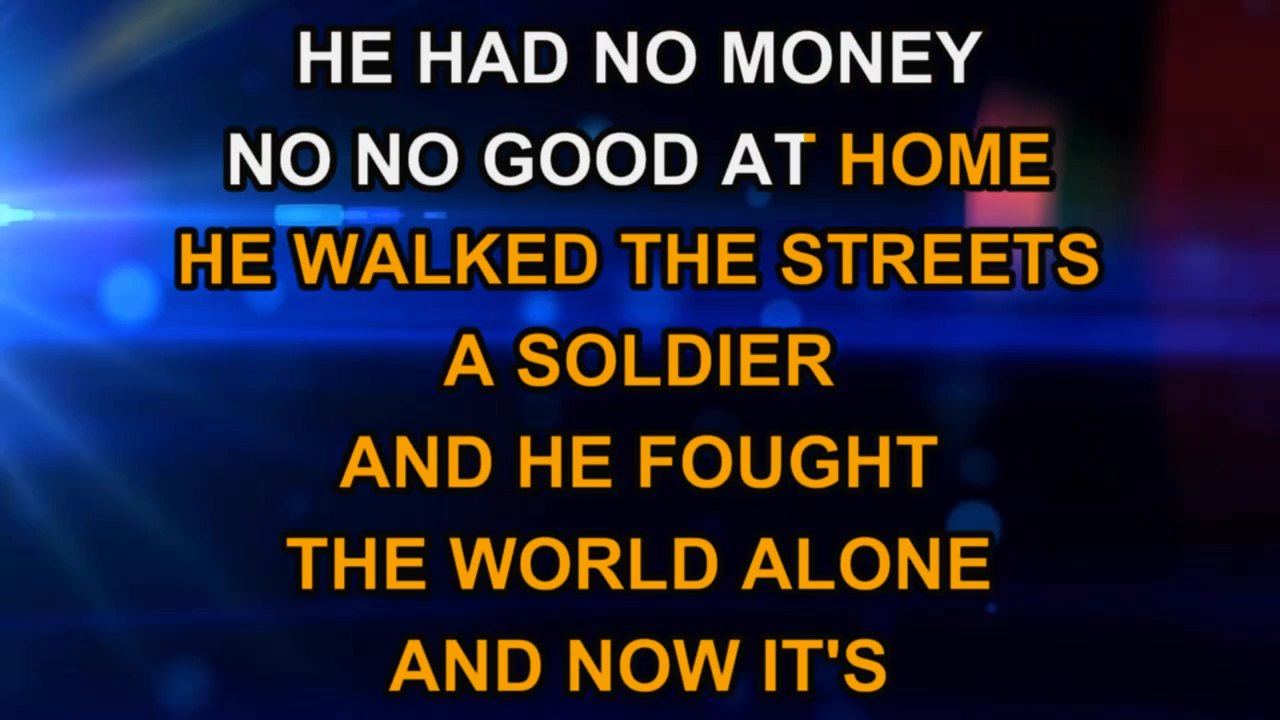 HE HAD NO MONEY
NO NO GOOD AT HOME
HE WALKED THE STREETS
A SOLDIER
AND HE FOUGHT
THE WORLD ALONE
AND NOW IT'S